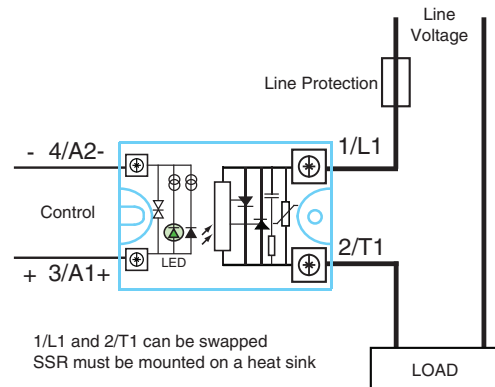 Line
Voltage
Line Protection
1/L1
- 4/A2-
Control
LED
2/T1
+ 3/A1+
1/L1 and 2/T1 can be swapped
SSR must be mounted on a heat sink
LOAD